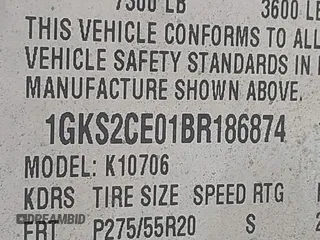 7300 LB 3600 LB
THIS VEHICLE CONFORMS TO ALL
VEHICLE SAFETY STANDARDS IN
MANUFACTURE SHOWN ABOVE.
1GKS2CE01BR186874
MODEL: K10706
KDRS TIRE SIZE SPEED RTG
FRT P275/55R20 S
DREAMBID